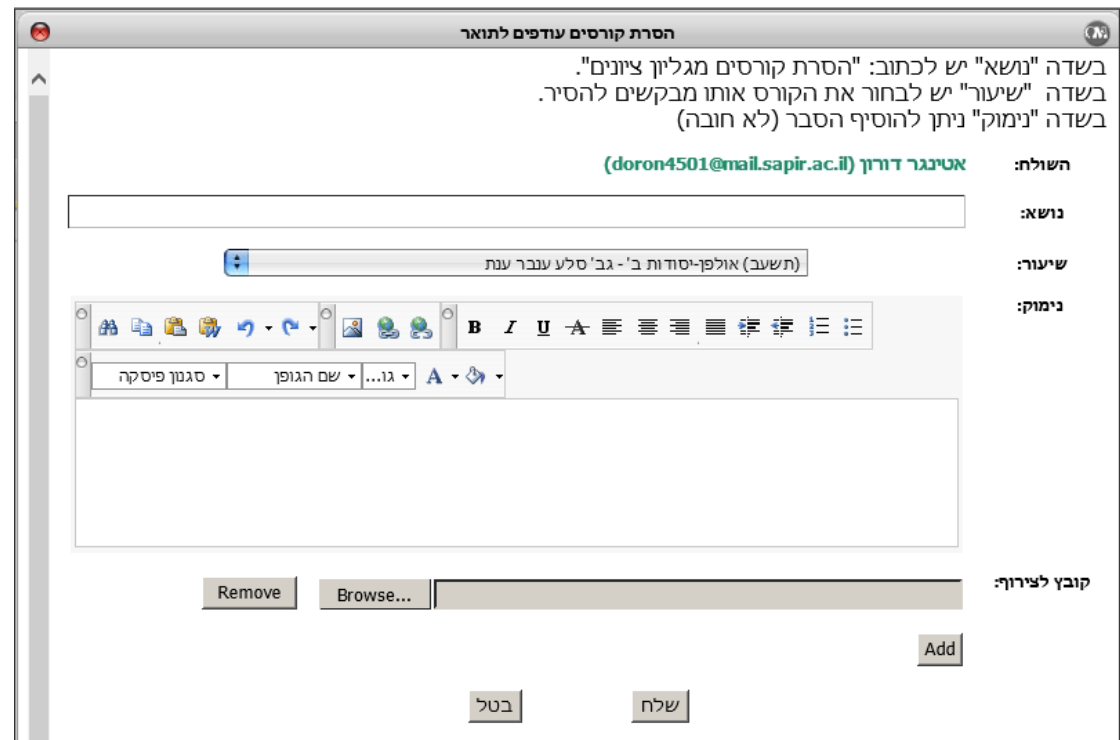 הסרת קורסים עודפים לתואר
בשדה "נושא" יש לכתוב: "הסרת קורסים מגליון ציונים".
בשדה "שיעור" יש לבחור את הקורס אותו מבקשים להסיר.
בשדה "נימוק" ניתן להוסיף הסבר (לא חובה)
השולח: אטינגר דורון (doron4501@mail.sapir.ac.il)
נושא:
שיעור: (תשעב) אולפן-יסודות ב' - גב' סלע ענבר ענת
נימוק:
B I U A
סגנון פיסקה שם הגופן גו... A
קובץ לצירוף: Browse... Remove
Add
שלח בטל